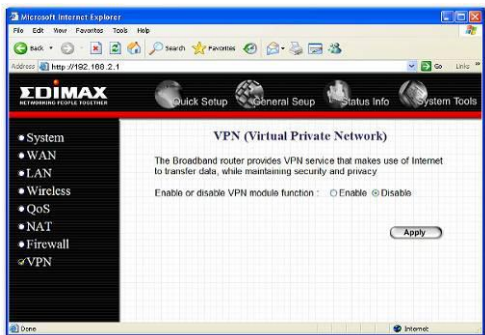 Microsoft Internet Explorer
File Edit View Favorites Tools Help
Back Search Favorites
Address http://192.168.2.1 Go Links
EDIMAX
NETWORKING PEOPLE TOGETHER
Quick Setup General Seup Status Info System Tools
System
WAN
LAN
Wireless
QoS
NAT
Firewall
VPN
VPN (Virtual Private Network)
The Broadband router provides VPN service that makes use of Internet
to transfer data, while maintaining security and privacy
Enable or disable VPN module function : Enable Disable
Apply
Done Internet